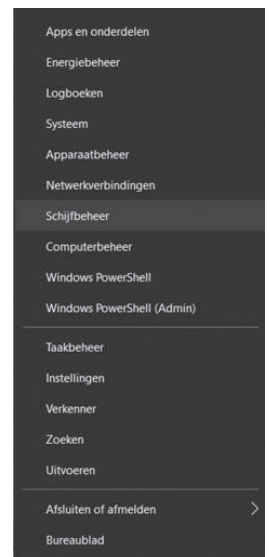 Apps en onderdelen
Energiebeheer
Logboeken
Systeem
Apparaatbeheer
Netwerkverbindingen
Schijfbeheer
Computerbeheer
Windows PowerShell
Windows PowerShell (Admin)
Taakbeheer
Instellingen
Verkenner
Zoeken
Uitvoeren
Afsluiten of afmelden
Bureaublad